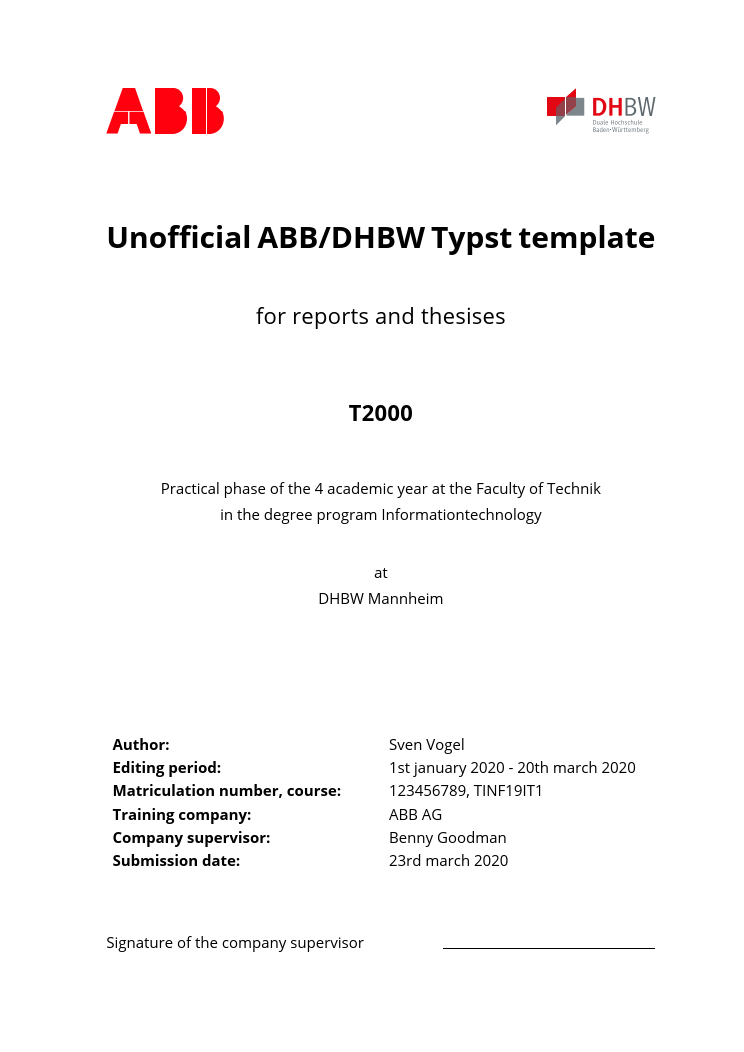 ABB
DHBW
Duale Hochschule
Baden-Württemberg
Unofficial ABB/DHBW Typst template
for reports and thesises
T2000
Practical phase of the 4 academic year at the Faculty of Technik
in the degree program Informationtechnology
at
DHBW Mannheim
Author: Sven Vogel
Editing period: 1st january 2020 - 20th march 2020
Matriculation number, course: 123456789, TINF19IT1
Training company: ABB AG
Company supervisor: Benny Goodman
Submission date: 23rd march 2020
Signature of the company supervisor